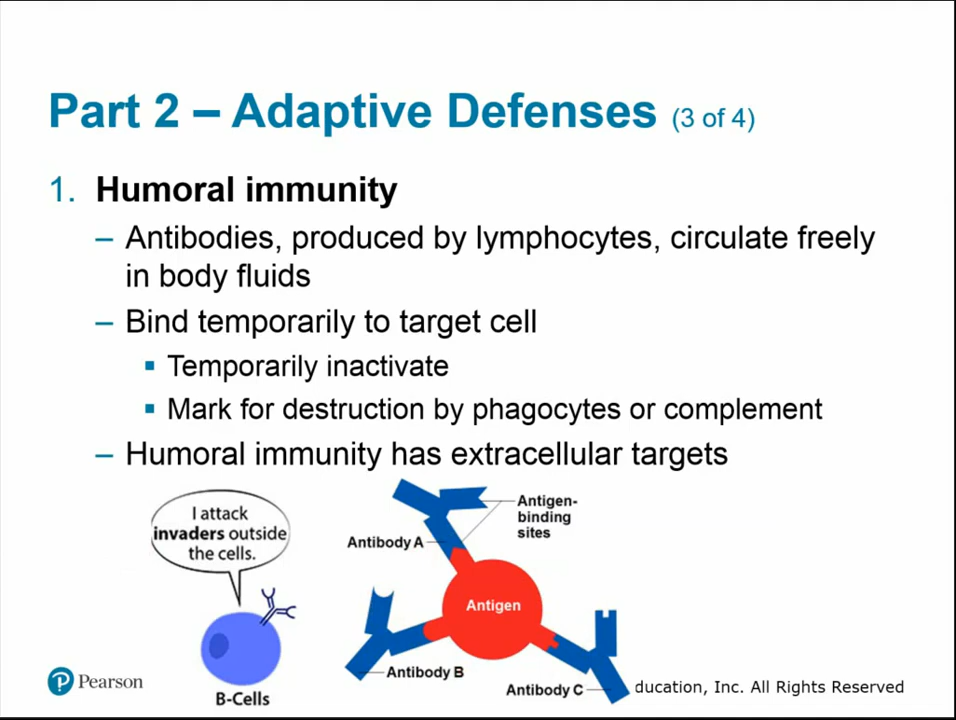 Part 2 – Adaptive Defenses (3 of 4)
1. Humoral immunity
– Antibodies, produced by lymphocytes, circulate freely
in body fluids
– Bind temporarily to target cell
▪ Temporarily inactivate
▪ Mark for destruction by phagocytes or complement
– Humoral immunity has extracellular targets
I attack
invaders outside
the cells.
B-Cells
Antigen-
binding
sites
Antibody A
Antigen
Antibody B
Antibody C
P Pearson
ducation, Inc. All Rights Reserved